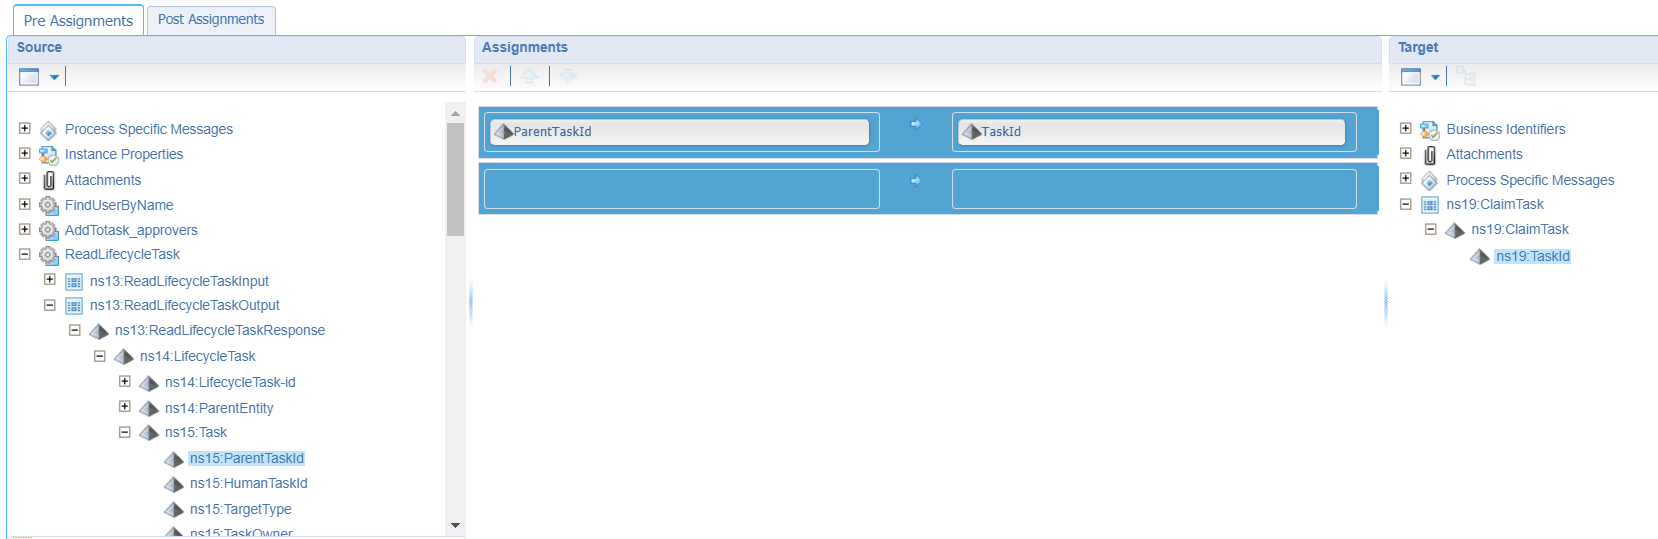 Pre Assignments
Post Assignments
Source
Assignments
Target
Process Specific Messages
Instance Properties
Attachments
FindUserByName
AddTotask_approvers
ReadLifecycleTask
ns13:ReadLifecycleTaskInput
ns13:ReadLifecycleTaskOutput
ns13:ReadLifecycleTaskResponse
ns14:LifecycleTask
ns14:LifecycleTask-id
ns14:ParentEntity
ns15:Task
ns15:ParentTaskId
ns15:HumanTaskId
ns15:TargetType
ns15:TaskOwner
ParentTaskId
TaskId
Business Identifiers
Attachments
Process Specific Messages
ns19:ClaimTask
ns19:ClaimTask
ns19:TaskId